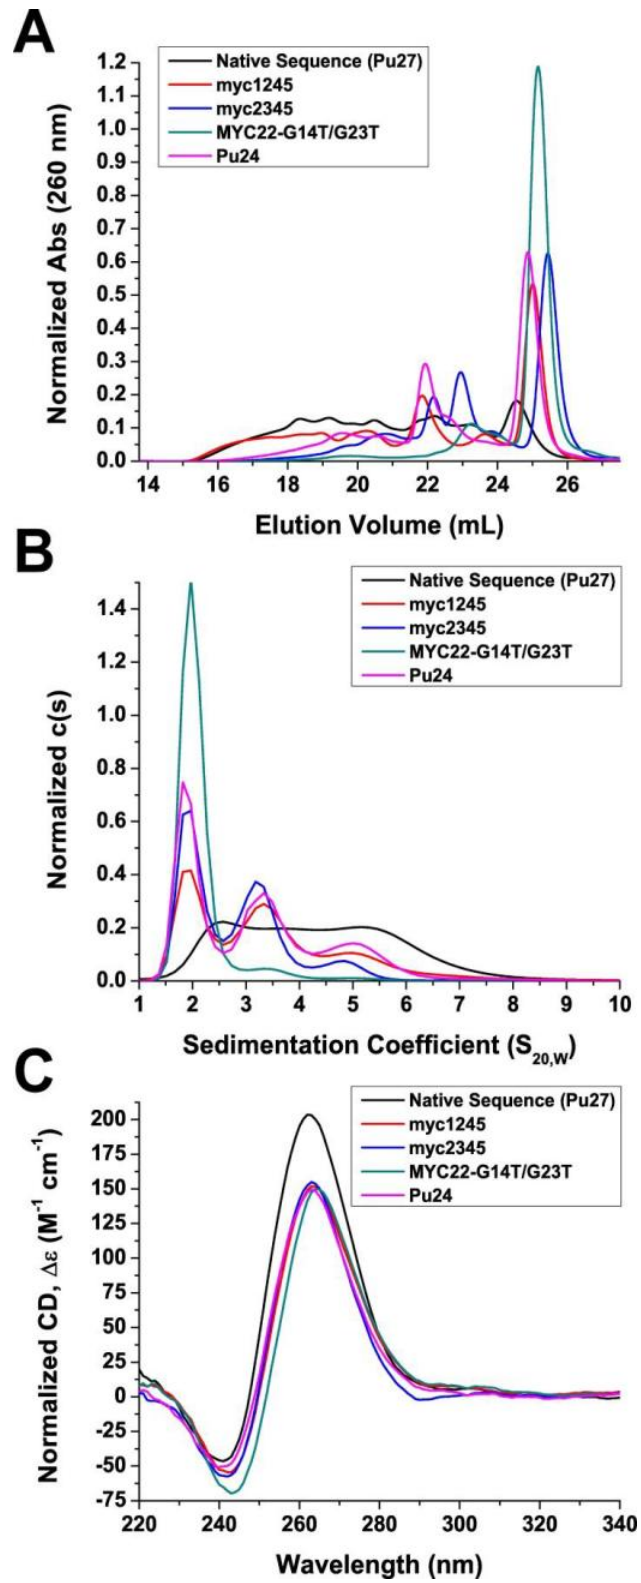 A
Native Sequence (Pu27)
myc1245
myc2345
MYC22-G14T/G23T
Pu24
Normalized Abs (260 nm)
1.2
1.1
1.0
0.9
0.8
0.7
0.6
0.5
0.4
0.3
0.2
0.1
0.0
14 16 18 20 22 24 26
Elution Volume (mL)
B
Native Sequence (Pu27)
myc1245
myc2345
MYC22-G14T/G23T
Pu24
Normalized c(s)
1.4
1.2
1.0
0.8
0.6
0.4
0.2
0.0
1 2 3 4 5 6 7 8 9 10
Sedimentation Coefficient (S20,W)
C
Native Sequence (Pu27)
myc1245
myc2345
MYC22-G14T/G23T
Pu24
Normalized CD, Δε (M⁻¹ cm⁻¹)
200
175
150
125
100
75
50
25
0
-25
-50
-75
220 240 260 280 300 320 340
Wavelength (nm)